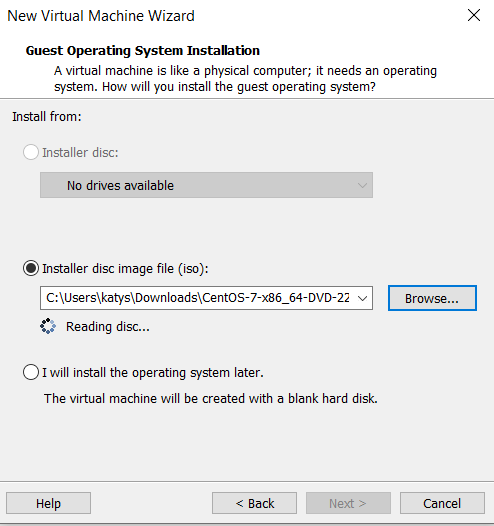 New Virtual Machine Wizard
Guest Operating System Installation
A virtual machine is like a physical computer; it needs an operating
system. How will you install the guest operating system?
Install from:
Installer disc:
No drives available
Installer disc image file (iso):
C:\Users\katys\Downloads\CentOS-7-x86_64-DVD-22
Browse...
Reading disc...
I will install the operating system later.
The virtual machine will be created with a blank hard disk.
Help
< Back
Next >
Cancel